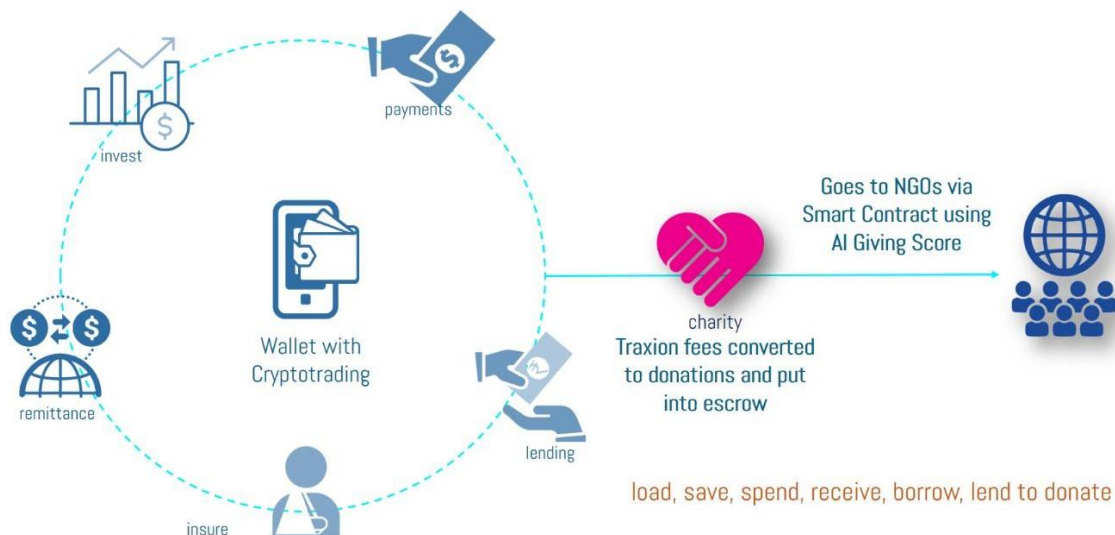 payments
invest
Goes to NGOs via
Smart Contract using
AI Giving Score
charity
Traxion fees converted
to donations and put
into escrow
Wallet with
Cryptotrading
remittance
lending
insure
load, save, spend, receive, borrow, lend to donate